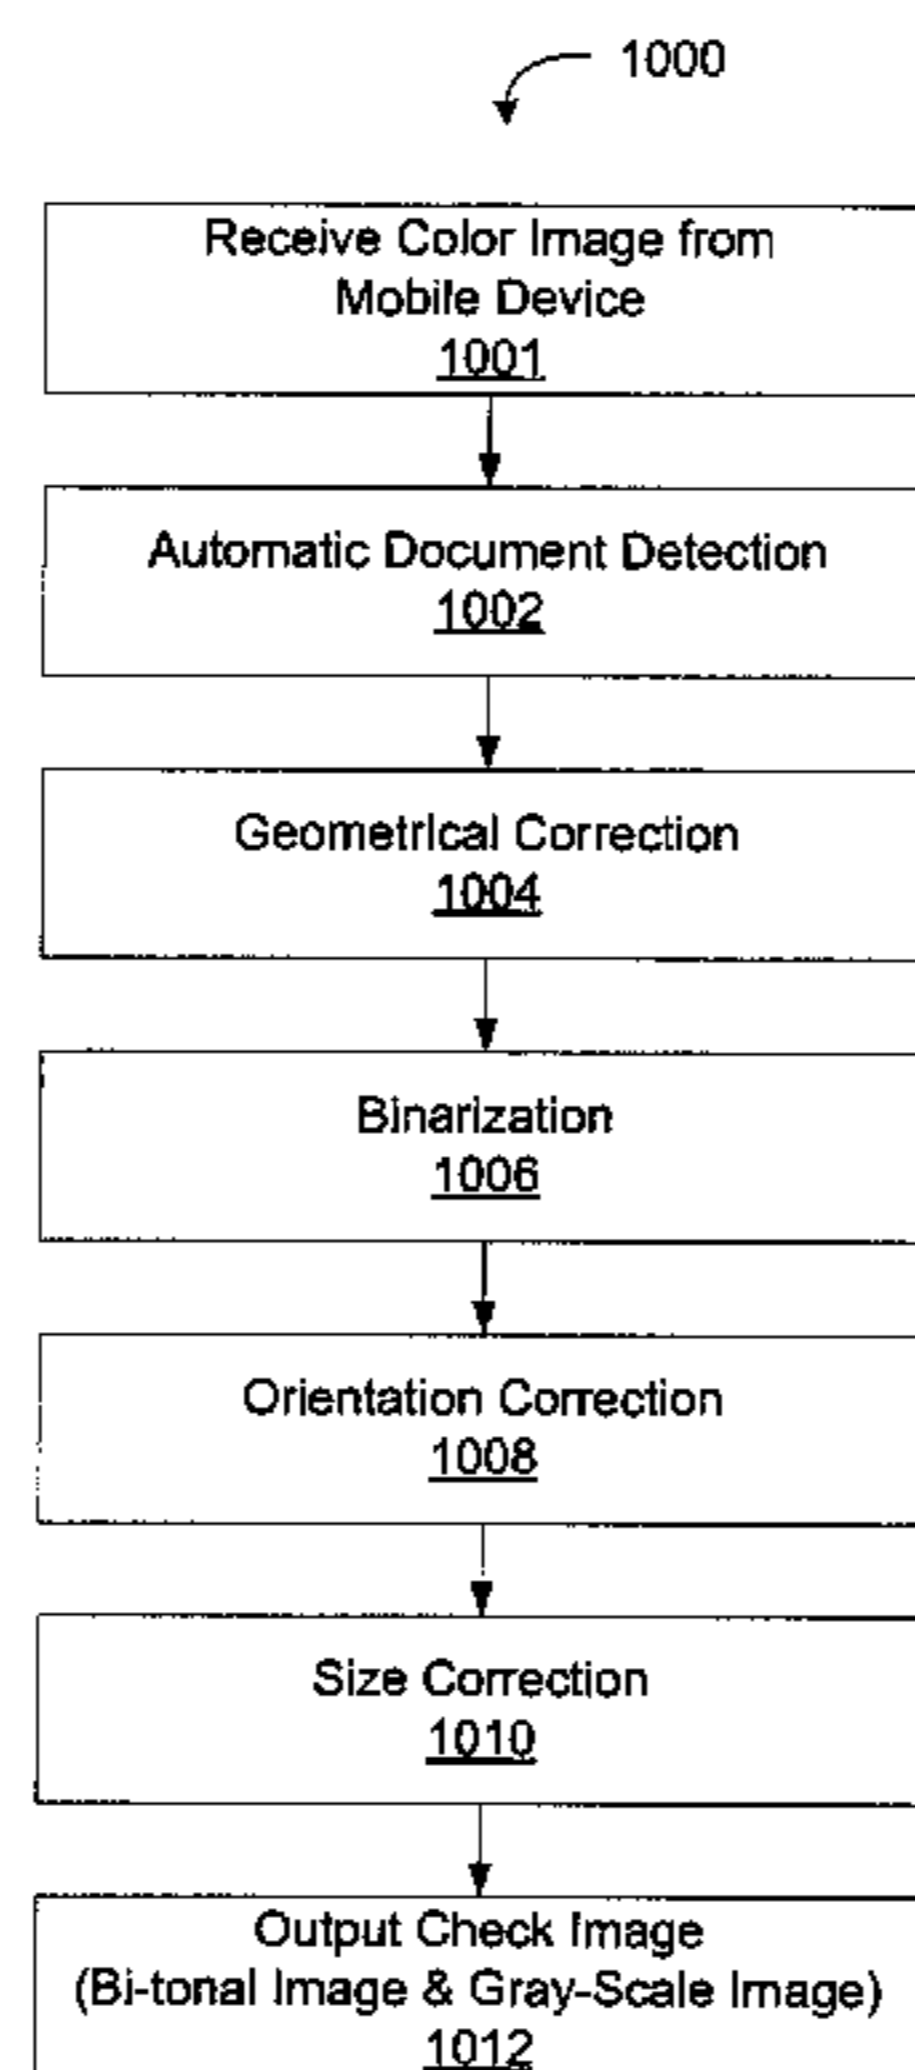 1000
Receive Color Image from
Mobile Device
1001
Automatic Document Detection
1002
Geometrical Correction
1004
Binarization
1006
Orientation Correction
1008
Size Correction
1010
Output Check Image
(Bi-tonal Image & Gray-Scale Image)
1012